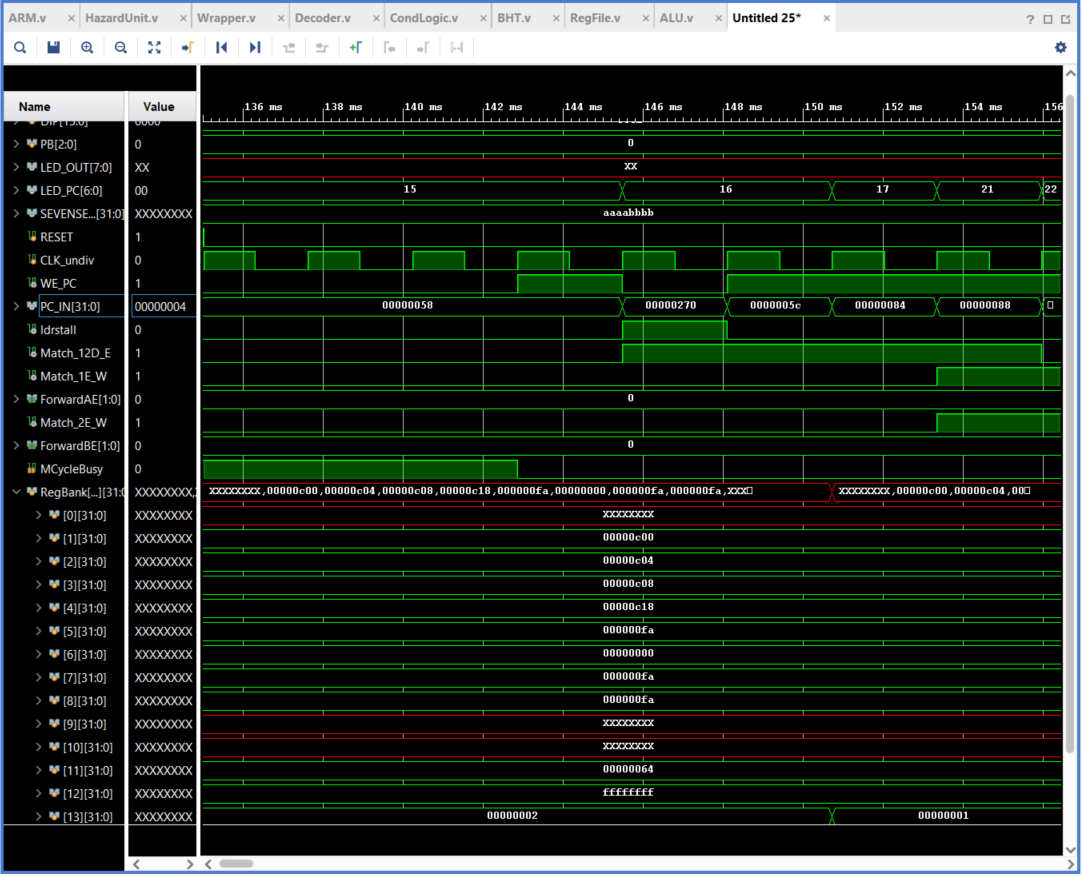 ARM.v × HazardUnit.v × Wrapper.v × Decoder.v × CondLogic.v × BHT.v × RegFile.v × ALU.v × Untitled 25* × ?
Name Value 136 ms 138 ms 140 ms 142 ms 144 ms 146 ms 148 ms 150 ms 152 ms 154 ms 156
DIP[15:0] 0000
PB[2:0] 0 0
LED_OUT[7:0] XX XX
LED_PC[6:0] 00 15 16 17 21 22
SEVENSE...[31:0] XXXXXXXX aaaabbbb
RESET 1
CLK_undiv 0
WE_PC 1
PC_IN[31:0] 00000004 00000058 00000270 0000005c 00000084 00000088
ldrstall 0
Match_12D_E 1
Match_1E_W 1
ForwardAE[1:0] 0 0
Match_2E_W 1
ForwardBE[1:0] 0 0
MCycleBusy 0
RegBank[...][31:0 XXXXXXXX, XXXXXXXX,00000c00,00000c04,00000c08,00000c18,000000fa,00000000,000000fa,000000fa,XXX XXXXXXXX,00000c00,00000c04,00
[0][31:0] XXXXXXXX XXXXXXXX
[1][31:0] XXXXXXXX 00000c00
[2][31:0] XXXXXXXX 00000c04
[3][31:0] XXXXXXXX 00000c08
[4][31:0] XXXXXXXX 00000c18
[5][31:0] XXXXXXXX 000000fa
[6][31:0] XXXXXXXX 00000000
[7][31:0] XXXXXXXX 000000fa
[8][31:0] XXXXXXXX 000000fa
[9][31:0] XXXXXXXX XXXXXXXX
[10][31:0] XXXXXXXX XXXXXXXX
[11][31:0] XXXXXXXX 00000064
[12][31:0] XXXXXXXX ffffffff
[13][31:0] XXXXXXXX 00000002 00000001